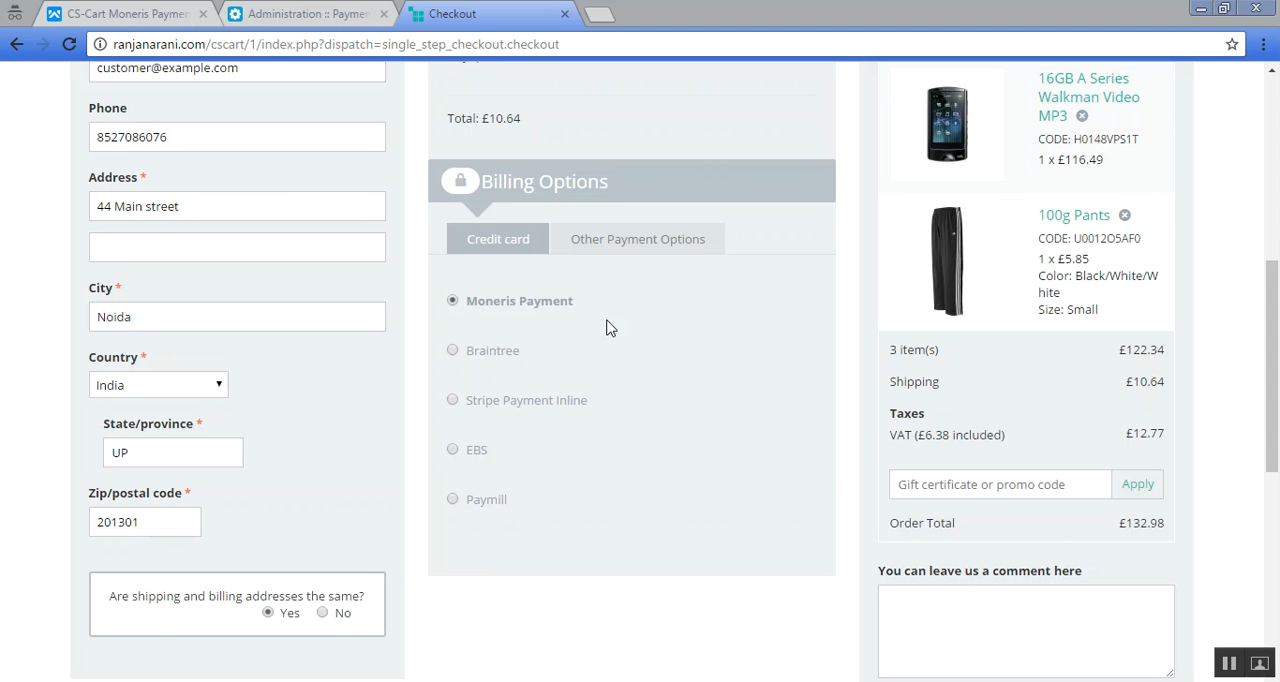 CS-Cart Moneris Paymen
Administration :: Paymen
Checkout
ranjanarani.com/cscart/1/index.php?dispatch=single_step_checkout.checkout
customer@example.com
Phone
8527086076
Address *
44 Main street
City *
Noida
Country *
India
State/province *
UP
Zip/postal code *
201301
Are shipping and billing addresses the same?
Yes No
Total: £10.64
Billing Options
Credit card
Other Payment Options
Moneris Payment
Braintree
Stripe Payment Inline
EBS
Paymill
16GB A Series
Walkman Video
MP3
CODE: H0148VPS1T
1 x £116.49
100g Pants
CODE: U0012O5AF0
1 x £5.85
Color: Black/White/W
hite
Size: Small
3 item(s) £122.34
Shipping £10.64
Taxes
VAT (£6.38 included) £12.77
Gift certificate or promo code Apply
Order Total £132.98
You can leave us a comment here